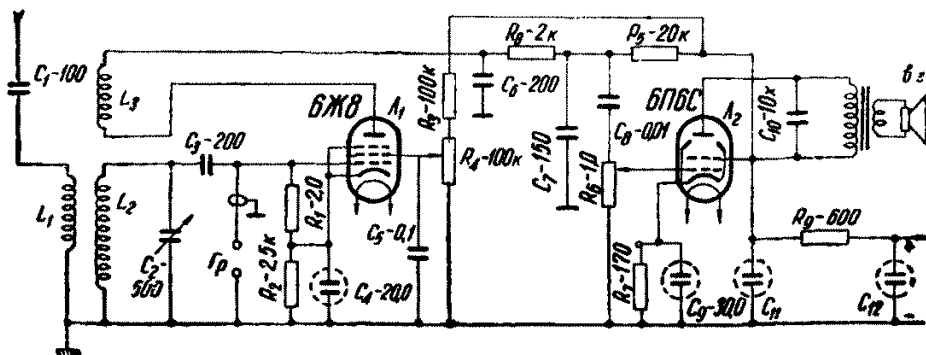 C₁-100
L₃
L₁
L₂
C₃-200
C₂-500
Гр
R₁-2,0
R₂-2,5к
6Ж8
Л₁
C₄-20,0
C₅-0,1
R₃-100к
R₄-100к
R₈-2к
C₆-200
C₇-150
R₅-20к
C₈-0,01
R₆-1,0
6П6С
Л₂
R₇-170
C₉-30,0
C₁₀-10к
C₁₁
R₉-600
C₁₂
+
-